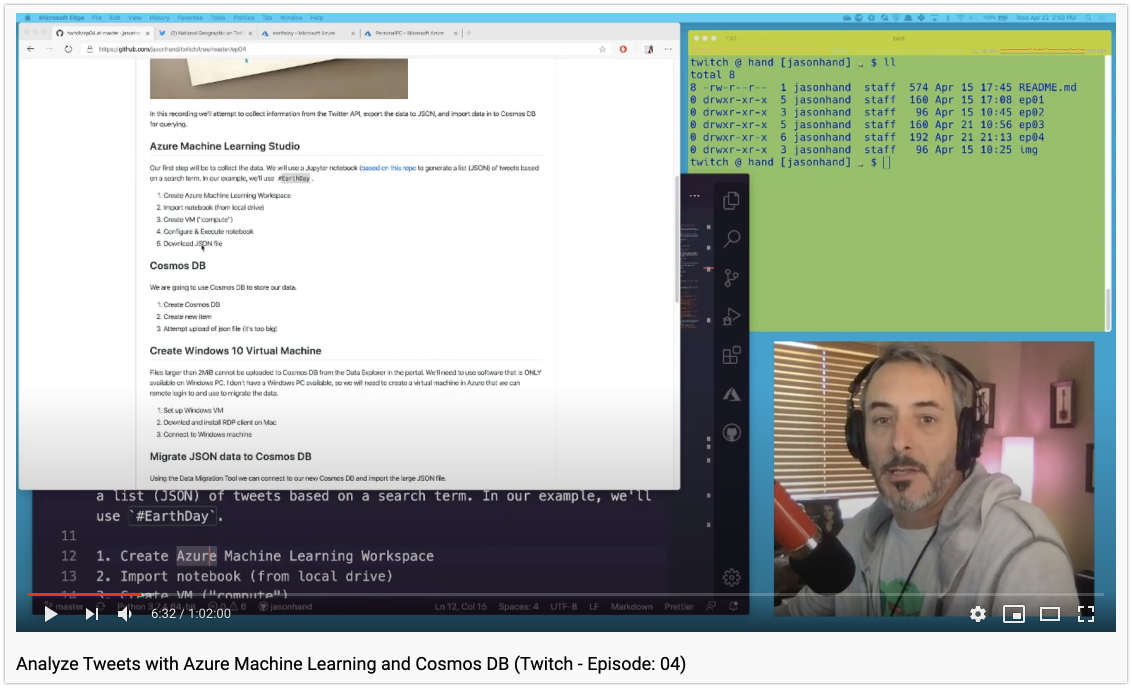 Microsoft Edge File Edit View History Favorites Tools Profiles Tab Window Help
100% Wed Apr 22 2:50 PM
twitch/ep04 at master · jasonh
(1) National Geographic on Tw
earthday - Microsoft Azure
PersonalPC - Microsoft Azure
https://github.com/jasonhand/twitch/tree/master/ep04
In this recording we'll attempt to collect information from the Twitter API, export the data to JSON, and import data in to Cosmos DB
for querying.
Azure Machine Learning Studio
Our first step will be to collect the data. We will use a Jupyter notebook (based on this repo to generate a list (JSON) of tweets based
on a search term. In our example, we'll use #EarthDay .
1. Create Azure Machine Learning Workspace
2. Import notebook (from local drive)
3. Create VM ("compute")
4. Configure & Execute notebook
5. Download JSON file
Cosmos DB
We are going to use Cosmos DB to store our data.
1. Create Cosmos DB
2. Create new item
3. Attempt upload of json file (it's too big)
Create Windows 10 Virtual Machine
Files larger than 2MB cannot be uploaded to Cosmos DB from the Data Explorer in the portal. We'll need to use software that is ONLY
available on Windows PC. I don't have a Windows PC available, so we will need to create a virtual machine in Azure that we can
remote login to and use to migrate the data.
1. Set up Windows VM
2. Downled and install RDP client on Mac
3. Connect to Windows machine
Migrate JSON data to Cosmos DB
Using the Data Migration Tool we can connect to our new Cosmos DB and import the large JSON file.
bash
twitch @ hand [jasonhand] $ ll
total 8
8 -rw-r--r-- 1 jasonhand staff 574 Apr 15 17:45 README.md
0 drwxr-xr-x 5 jasonhand staff 160 Apr 15 17:08 ep01
0 drwxr-xr-x 3 jasonhand staff 96 Apr 15 10:45 ep02
0 drwxr-xr-x 5 jasonhand staff 160 Apr 21 10:56 ep03
0 drwxr-xr-x 6 jasonhand staff 192 Apr 21 21:13 ep04
0 drwxr-xr-x 3 jasonhand staff 96 Apr 15 10:25 img
twitch @ hand [jasonhand] $
a list (JSON) of tweets based on a search term. In our example, we'll
use `#EarthDay`.
11
12 1. Create Azure Machine Learning Workspace
13 2. Import notebook (from local drive)
14 3. Create VM ("compute")
master jasonhand Ln 12, Col 15 Spaces: 4 UTF-8 LF Markdown Prettier
6:32 / 1:02:00
Analyze Tweets with Azure Machine Learning and Cosmos DB (Twitch - Episode: 04)